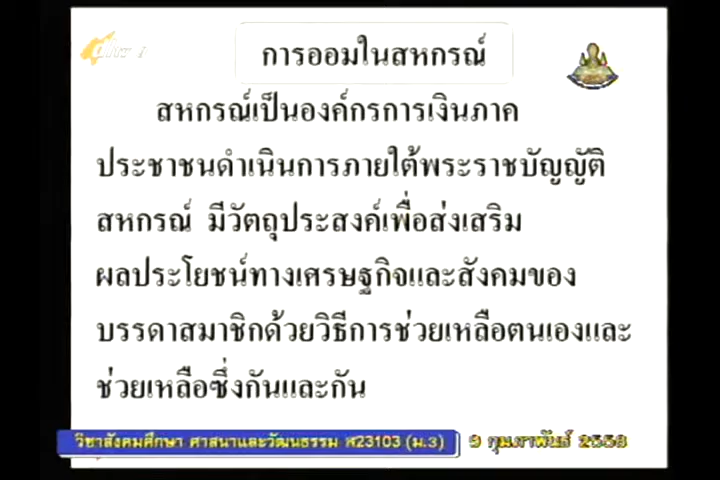 การออมในสหกรณ์
สหกรณ์เป็นองค์กรการเงินภาค
ประชาชนดำเนินการภายใต้พระราชบัญญัติ
สหกรณ์ มีวัตถุประสงค์เพื่อส่งเสริม
ผลประโยชน์ทางเศรษฐกิจและสังคมของ
บรรดาสมาชิกด้วยวิธีการช่วยเหลือตนเองและ
ช่วยเหลือซึ่งกันและกัน
วิชาสังคมศึกษา ศาสนาและวัฒนธรรม ส23103 (ม.3) 9 กุมภาพันธ์ 2558